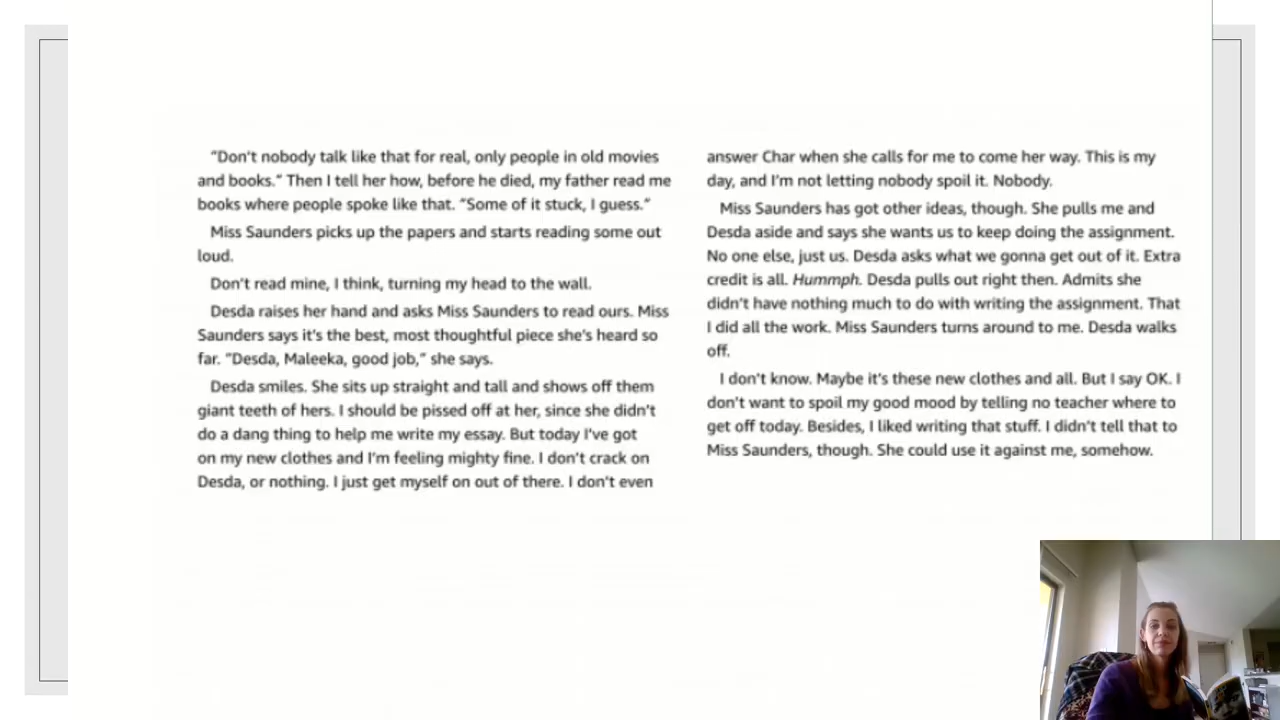 “Don’t nobody talk like that for real, only people in old movies
and books.” Then I tell her how, before he died, my father read me
books where people spoke like that. “Some of it stuck, I guess.”
Miss Saunders picks up the papers and starts reading some out
loud.
Don’t read mine, I think, turning my head to the wall.
Desda raises her hand and asks Miss Saunders to read ours. Miss
Saunders says it’s the best, most thoughtful piece she’s heard so
far. “Desda, Maleeka, good job,” she says.
Desda smiles. She sits up straight and tall and shows off them
giant teeth of hers. I should be pissed off at her, since she didn’t
do a dang thing to help me write my essay. But today I’ve got
on my new clothes and I’m feeling mighty fine. I don’t crack on
Desda, or nothing. I just get myself on out of there. I don’t even
answer Char when she calls for me to come her way. This is my
day, and I’m not letting nobody spoil it. Nobody.
Miss Saunders has got other ideas, though. She pulls me and
Desda aside and says she wants us to keep doing the assignment.
No one else, just us. Desda asks what we gonna get out of it. Extra
credit is all. Hummph. Desda pulls out right then. Admits she
didn’t have nothing much to do with writing the assignment. That
I did all the work. Miss Saunders turns around to me. Desda walks
off.
I don’t know. Maybe it’s these new clothes and all. But I say OK. I
don’t want to spoil my good mood by telling no teacher where to
get off today. Besides, I liked writing that stuff. I didn’t tell that to
Miss Saunders, though. She could use it against me, somehow.